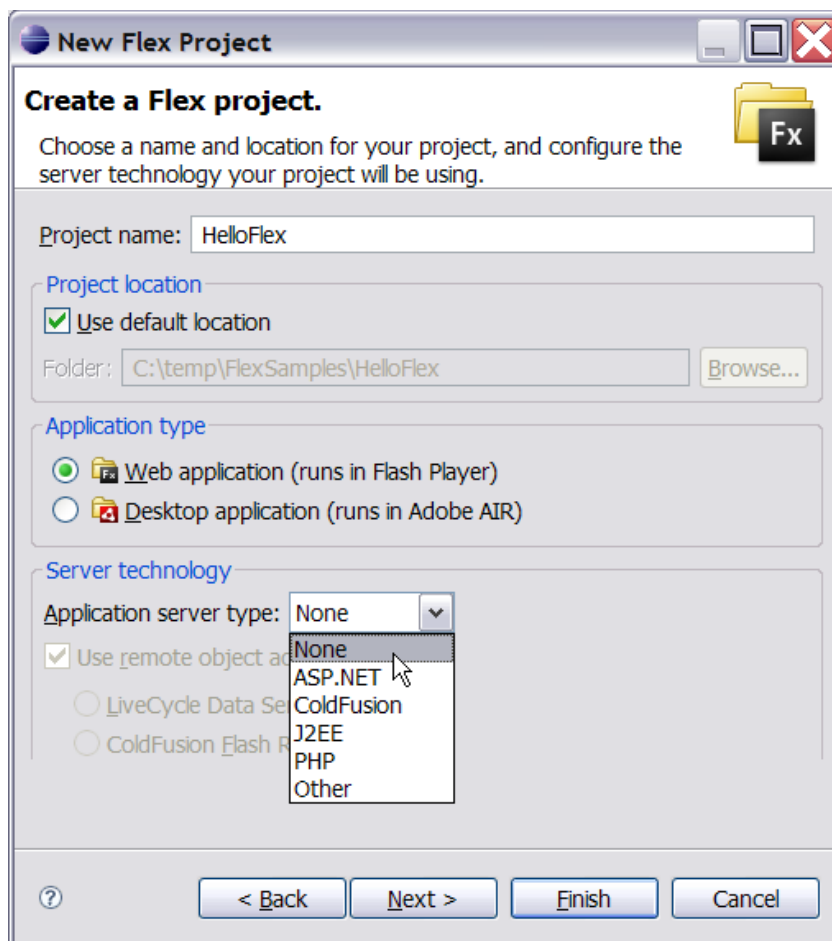 New Flex Project
Create a Flex project.
Fx
Choose a name and location for your project, and configure the
server technology your project will be using.
Project name: HelloFlex
Project location
Use default location
Folder: C:\temp\FlexSamples\HelloFlex Browse...
Application type
Web application (runs in Flash Player)
Desktop application (runs in Adobe AIR)
Server technology
Application server type: None
Use remote object ac
None
ASP.NET
LiveCycle Data Se
ColdFusion
J2EE
ColdFusion Flash R
PHP
Other
? < Back Next > Finish Cancel